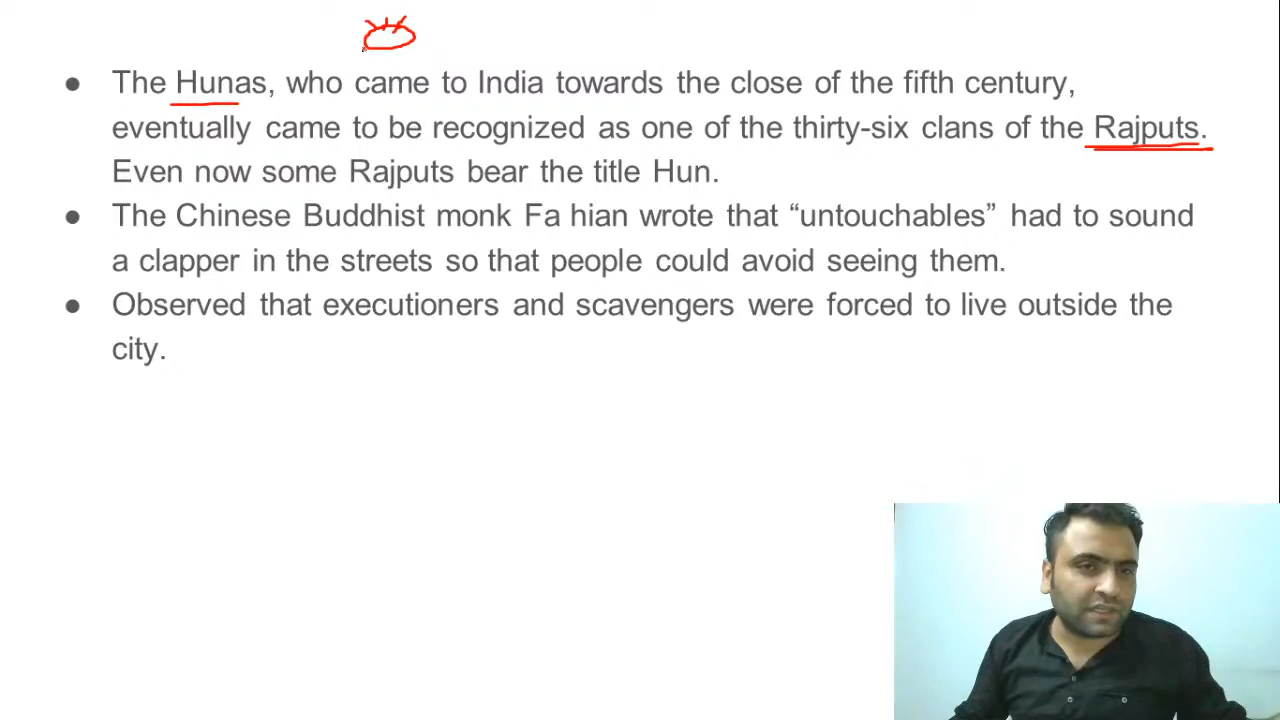 ● The Hunas, who came to India towards the close of the fifth century,
eventually came to be recognized as one of the thirty-six clans of the Rajputs.
Even now some Rajputs bear the title Hun.
● The Chinese Buddhist monk Fa hian wrote that “untouchables” had to sound
a clapper in the streets so that people could avoid seeing them.
● Observed that executioners and scavengers were forced to live outside the
city.